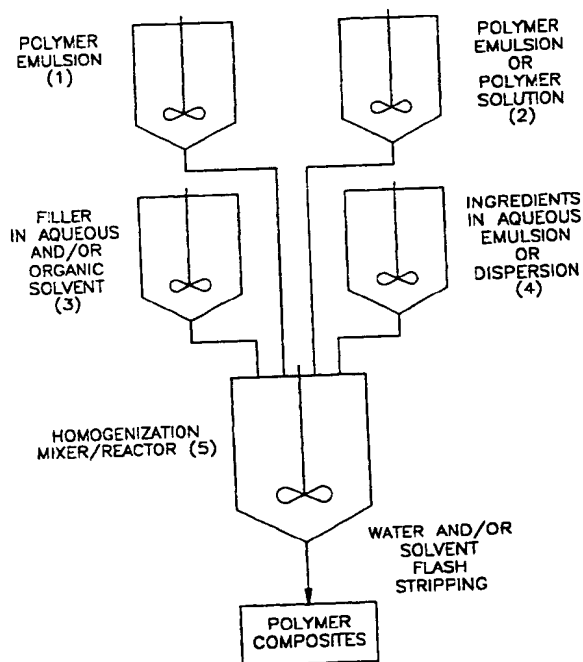 POLYMER
EMULSION
(1)
POLYMER
EMULSION
OR
POLYMER
SOLUTION
(2)
FILLER
IN AQUEOUS
AND/OR
ORGANIC
SOLVENT
(3)
INGREDIENTS
IN AQUEOUS
EMULSION
OR
DISPERSION
(4)
HOMOGENIZATION
MIXER/REACTOR (5)
WATER AND/OR
SOLVENT
FLASH
STRIPPING
POLYMER
COMPOSITES